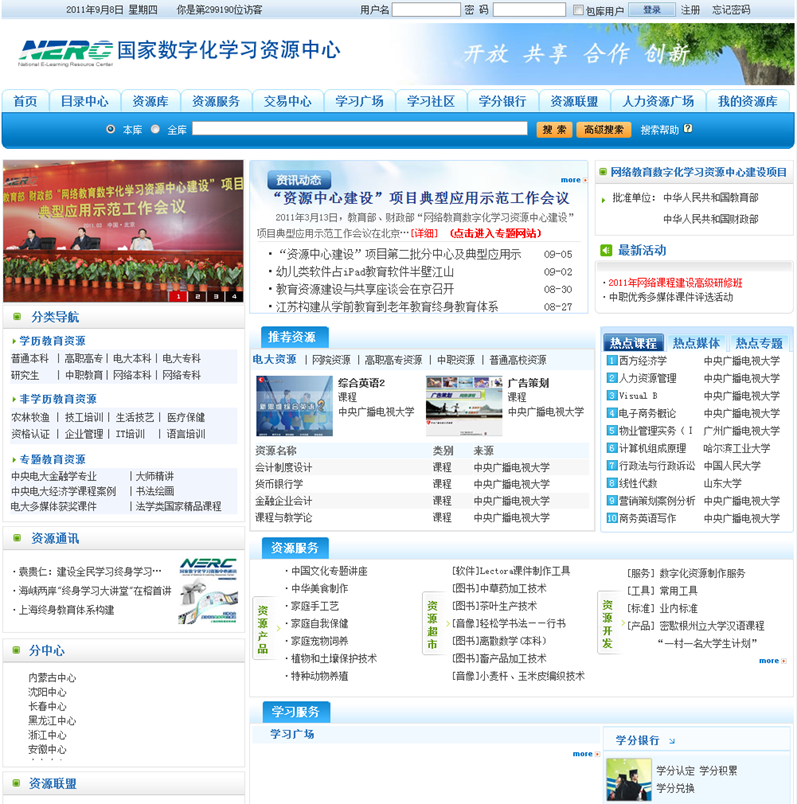 2011年9月8日 星期四 你是第299190位访客 用户名 密 码 包库用户 登录 注册 忘记密码
NERC 国家数字化学习资源中心
National E-Learning Resource Center
开放 共享 合作 创新
首页 目录中心 资源库 资源服务 交易中心 学习广场 学习社区 学分银行 资源联盟 人力资源广场 我的资源库
本库 全库 搜 索 高级搜索 搜索帮助 ?
教育部 财政部“网络教育数字化学习资源中心建设”项目
典型应用示范工作会议
1 2 3 4
资讯动态 more
“资源中心建设”项目典型应用示范工作会议
2011年3月13日，教育部、财政部“网络教育数字化学习资源中心建设”
项目典型应用示范工作会议在北京…[详细] (点击进入专题网站)
·“资源中心建设”项目第二批分中心及典型应用示 09-05
·幼儿类软件占iPad教育软件半壁江山 09-02
·教育资源建设与共享座谈会在京召开 08-30
·江苏构建从学前教育到老年教育终身教育体系 08-27
网络教育数字化学习资源中心建设项目
批准单位： 中华人民共和国教育部
中华人民共和国财政部
最新活动
·2011年网络课程建设高级研修班
·中职优秀多媒体课件评选活动
分类导航
学历教育资源
普通本科 | 高职高专 | 电大本科 | 电大专科
研究生 | 中职教育 | 网络本科 | 网络专科
非学历教育资源
农林牧渔 | 技工培训 | 生活技艺 | 医疗保健
资格认证 | 企业管理 | IT培训 | 语言培训
专题教育资源
中央电大金融学专业 | 大师精讲
中央电大经济学课程案例 | 书法绘画
电大多媒体获奖课件 | 法学类国家精品课程
推荐资源
电大资源 | 网院资源 | 高职高专资源 | 中职资源 | 普通高校资源
综合英语2
课程
中央广播电视大学
广告策划
课程
中央广播电视大学
资源名称 类别 来源
会计制度设计 课程 中央广播电视大学
货币银行学 课程 中央广播电视大学
金融企业会计 课程 中央广播电视大学
课程与教学论 课程 中央广播电视大学
热点课程 热点媒体 热点专题
1 西方经济学 中央广播电视大学
2 人力资源管理 中央广播电视大学
3 Visual B 中央广播电视大学
4 电子商务概论 中央广播电视大学
5 物业管理实务（I 广州广播电视大学
6 计算机组成原理 哈尔滨工业大学
7 行政法与行政诉讼 中国人民大学
8 线性代数 山东大学
9 营销策划案例分析 中央广播电视大学
10 商务英语写作 中央广播电视大学
资源通讯
·袁贵仁：建设全民学习终身学习…
·海峡两岸“终身学习大讲堂”在榕首讲
·上海终身教育体系构建
NERC
资源服务
资源产品
·中国文化专题讲座
·中华美食制作
·家庭手工艺
·家庭自我保健
·家庭宠物饲养
·植物和土壤保护技术
·特种动物养殖
资源超市
[软件]Lectora课件制作工具
[图书]中草药加工技术
[图书]茶叶生产技术
[音像]轻松学书法——行书
[图书]离散数学(本科)
[图书]畜产品加工技术
[音像]小麦秆、玉米皮编织技术
资源开发
[服务] 数字化资源制作服务
[工具] 常用工具
[标准] 业内标准
[产品] 密歇根州立大学汉语课程
“一村一名大学生计划”
more
分中心
内蒙古中心
沈阳中心
长春中心
黑龙江中心
浙江中心
安徽中心
资源联盟
学习服务
学习广场
more
学分银行
学分认定 学分积累
学分兑换